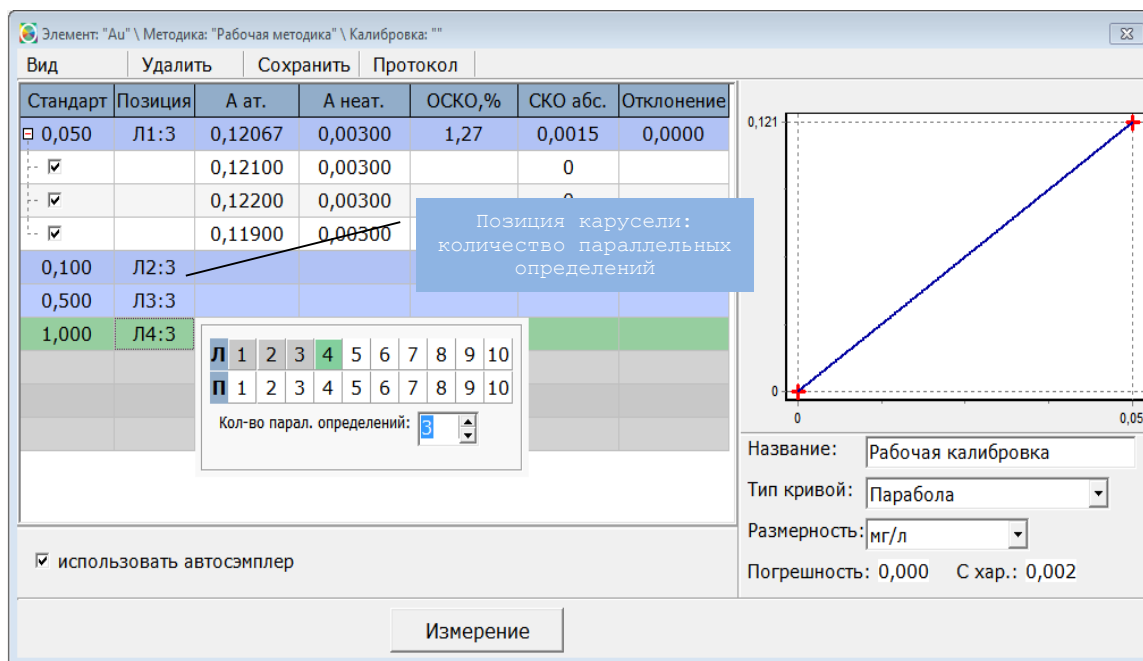 Элемент: "Au" \ Методика: "Рабочая методика" \ Калибровка: ""
Вид Удалить Сохранить Протокол
Стандарт Позиция А ат. А неат. ОСКО,% СКО абс. Отклонение
0,050 Л1:3 0,12067 0,00300 1,27 0,0015 0,0000
0,12100 0,00300 0
0,12200 0,00300
0,11900 0,00300
Позиция карусели:
количество параллельных
определений
0,100 Л2:3
0,500 Л3:3
1,000 Л4:3
Л 1 2 3 4 5 6 7 8 9 10
П 1 2 3 4 5 6 7 8 9 10
Кол-во парал. определений: 3
использовать автосэмплер
0,121
0
0 0,05
Название: Рабочая калибровка
Тип кривой: Парабола
Размерность: мг/л
Погрешность: 0,000 С хар.: 0,002
Измерение